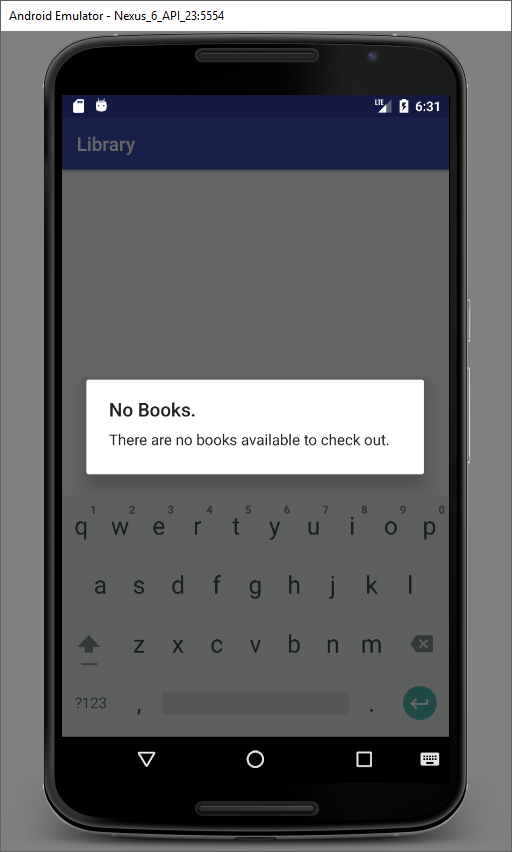 Android Emulator - Nexus_6_API_23:5554
LTE 6:31
Library
No Books.
There are no books available to check out.
1 2 3 4 5 6 7 8 9 0
q w e r t y u i o p
a s d f g h j k l
z x c v b n m
?123 , .